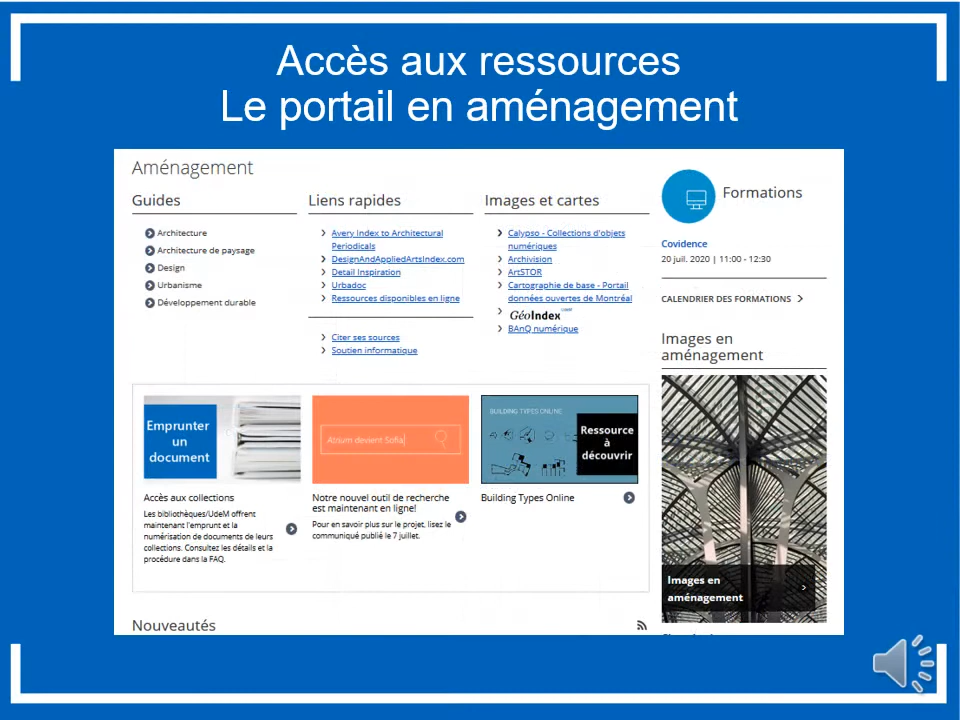 Accès aux ressources
Le portail en aménagement
Aménagement
Guides
Architecture
Architecture de paysage
Design
Urbanisme
Développement durable
Liens rapides
Avery Index to Architectural
Periodicals
DesignAndAppliedArtsIndex.com
Detail Inspiration
Urbadoc
Ressources disponibles en ligne
Citer ses sources
Soutien informatique
Images et cartes
Calypso - Collections d'objets
numériques
Archivision
ArtSTOR
Cartographie de base - Portail
données ouvertes de Montréal
GéoIndex
BAnQ numérique
Formations
Covidence
20 juil. 2020 | 11:00 - 12:30
CALENDRIER DES FORMATIONS
Images en
aménagement
Images en
aménagement
Emprunter
un
document
Accès aux collections
Les bibliothèques/UdeM offrent
maintenant l'emprunt et la
numérisation de documents de leurs
collections. Consultez les détails et la
procédure dans la FAQ.
Atrium devient Sofia
Notre nouvel outil de recherche
est maintenant en ligne!
Pour en savoir plus sur le projet, lisez le
communiqué publié le 7 juillet.
BUILDING TYPES ONLINE
Ressource
à
découvrir
Building Types Online
Nouveautés